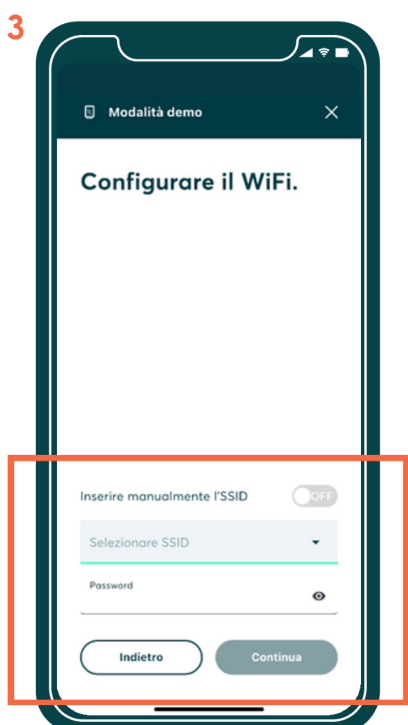 3
Modalità demo
Configurare il WiFi.
Inserire manualmente l'SSID
OFF
Selezionare SSID
Password
Indietro
Continua